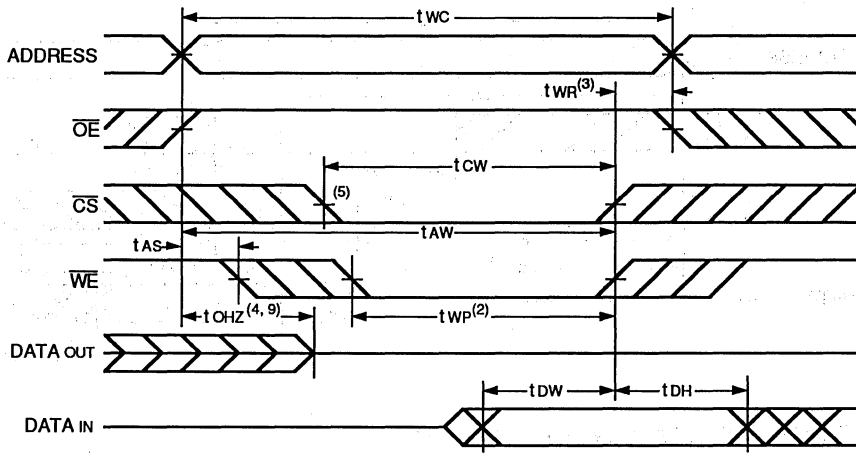 tWC
ADDRESS
tWR(3)
OE
tCW
CS
(5)
tAW
tAS
WE
tOHZ(4, 9)
tWP(2)
DATA OUT
tDW
tDH
DATA IN